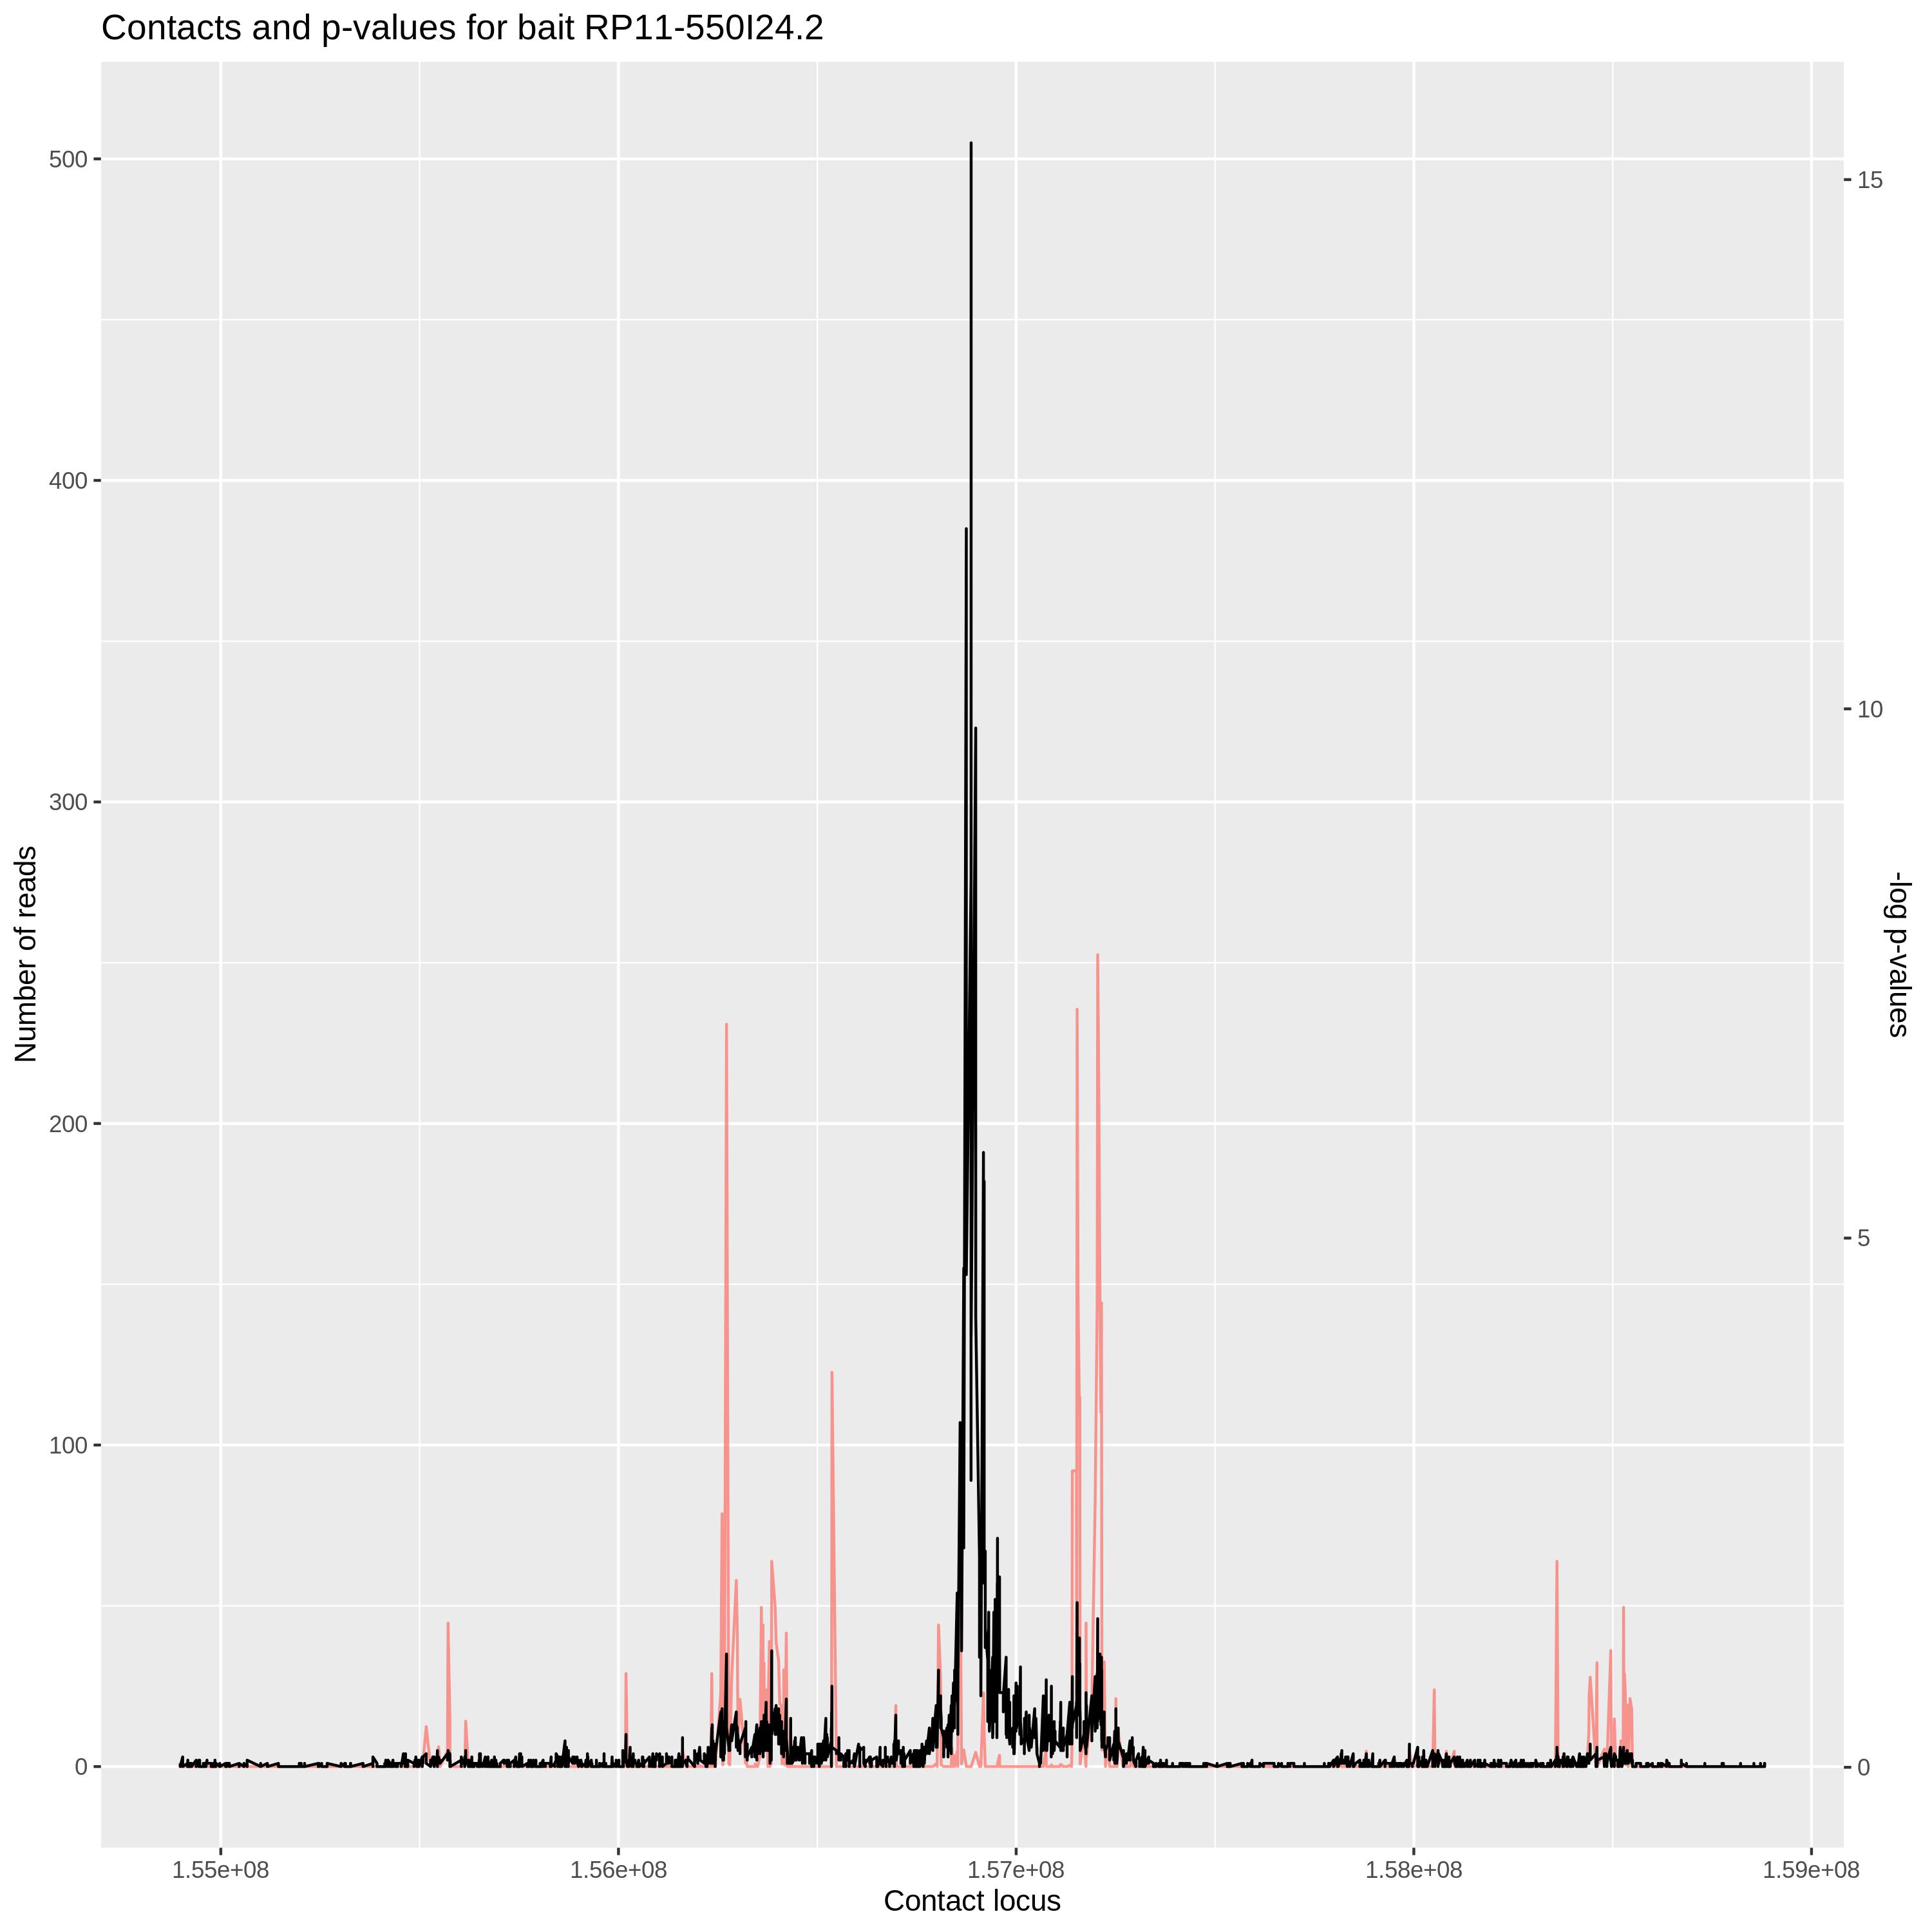 Contacts and p-values for bait RP11-550I24.2
500
400
300
200
100
0
15
10
5
0
Number of reads
-log p-values
1.55e+08
1.56e+08
1.57e+08
1.58e+08
1.59e+08
Contact locus